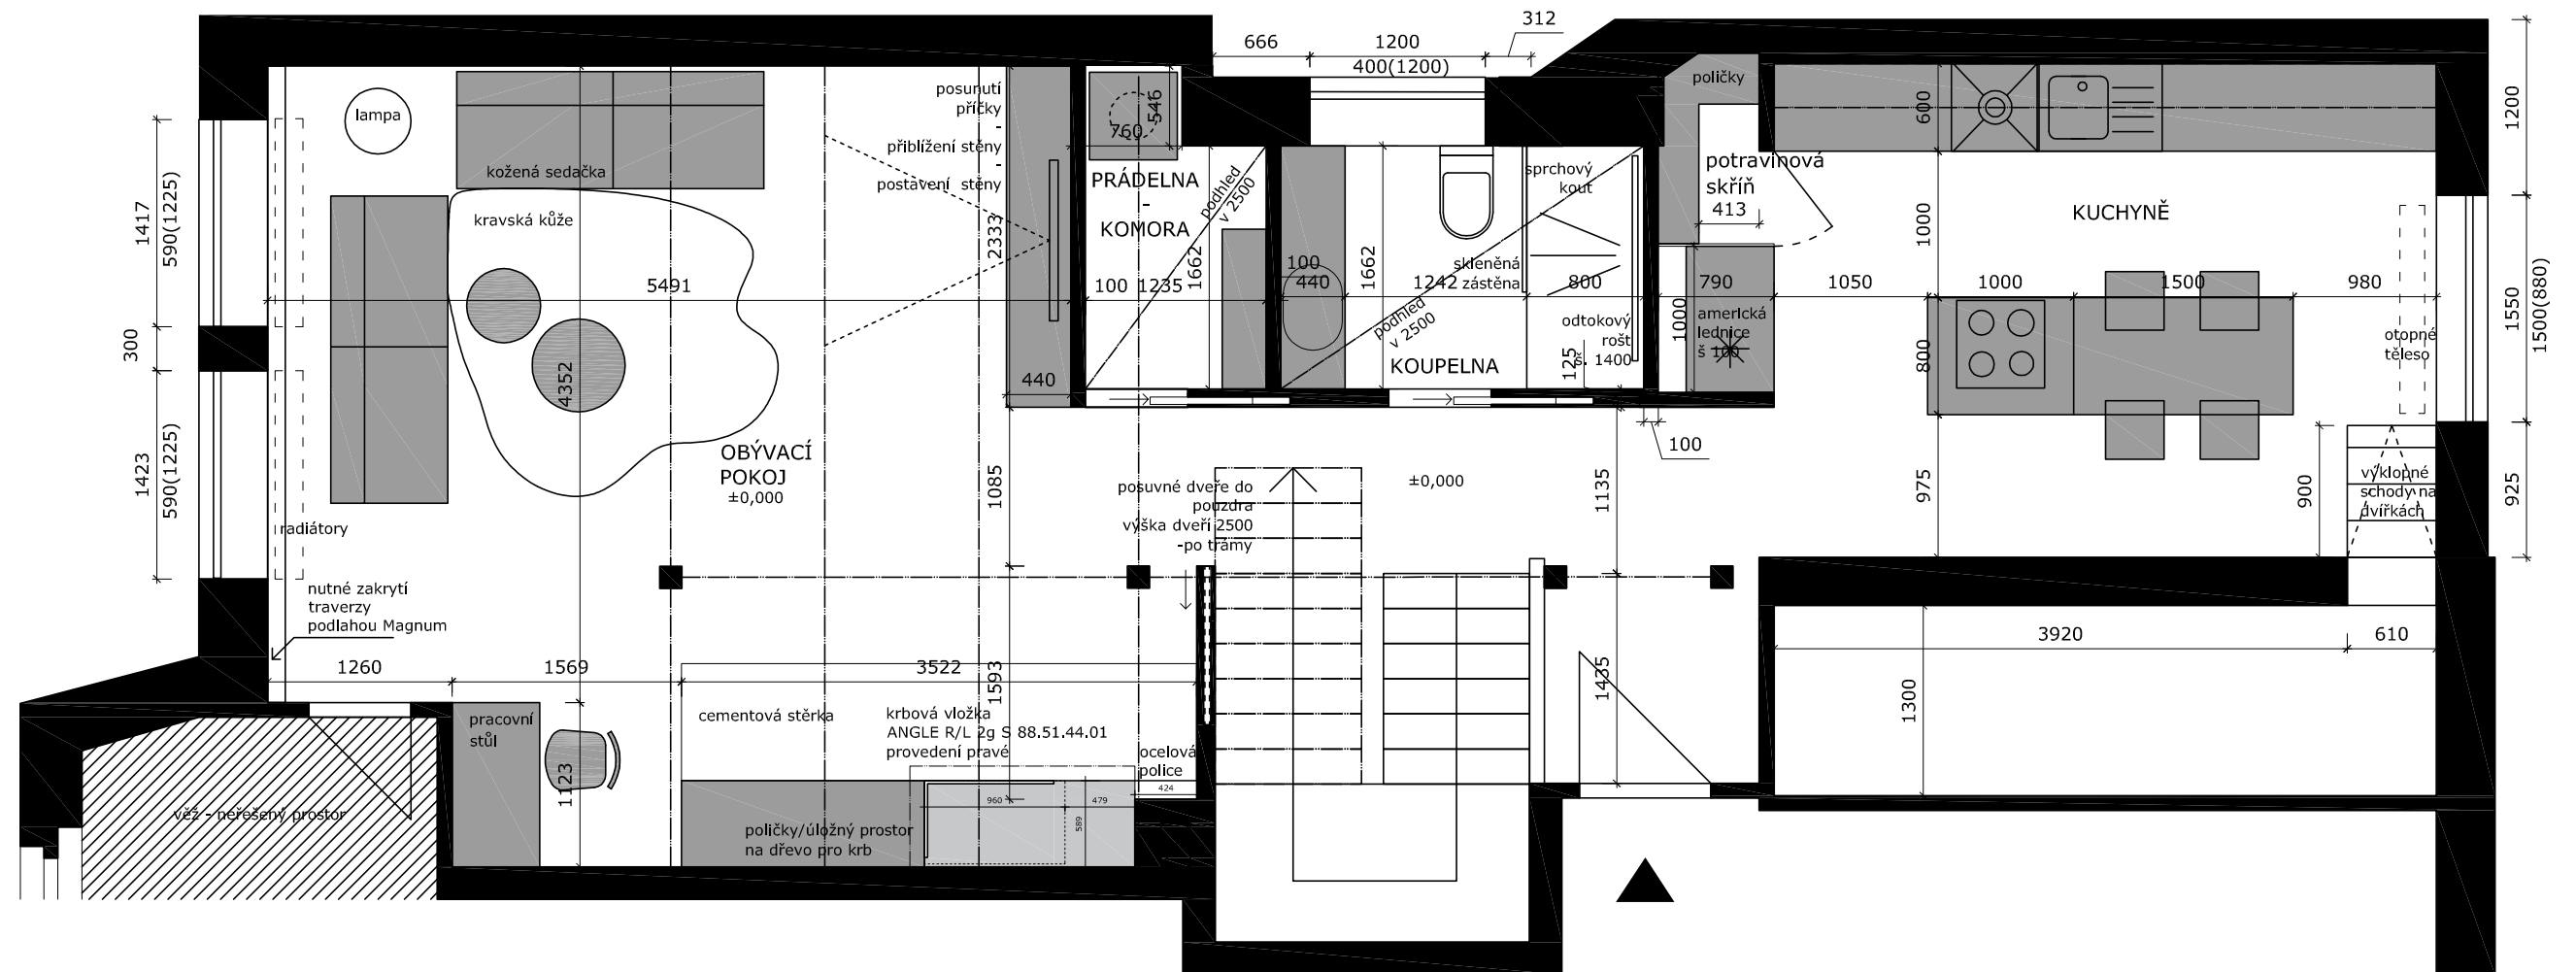 312
666
1200
400(1200)
lampa
kožená sedačka
kravská kůže
posunutí
příčky
-
přiblížení stěny
-
postavení stěny
546
760
PRÁDELNA
-
KOMORA
podhled
v 2500
1662
2333
100
1235
440
5491
4352
1417
590(1225)
300
1423
590(1225)
radiátory
nutné zakrytí
traverzy
podlahou Magnum
OBÝVACÍ
POKOJ
±0,000
1085
1593
100
440
1662
1242
800
sprchový
kout
skleněná
zástěna
podhled
v 2500
KOUPELNA
odtokový
rošt
š. 1400
125
poličky
potravinová
skříň
413
790
1000
americká
lednice
š 100
100
600
1000
800
975
KUCHYNĚ
1050
1000
1500
980
otopné
těleso
1200
1550
1500(880)
925
900
výklopné
schody na
dvířkách
posuvné dveře do
pouzdra
výška dveří 2500
-po trámy
±0,000
1135
1435
3920
610
1300
1260
1569
3522
pracovní
stůl
1123
cementová stěrka
krbová vložka
ANGLE R/L 2g S 88.51.44.01
provedení pravé
ocelová
police
424
960
479
589
poličky/úložný prostor
na dřevo pro krb
věž - neřešený prostor